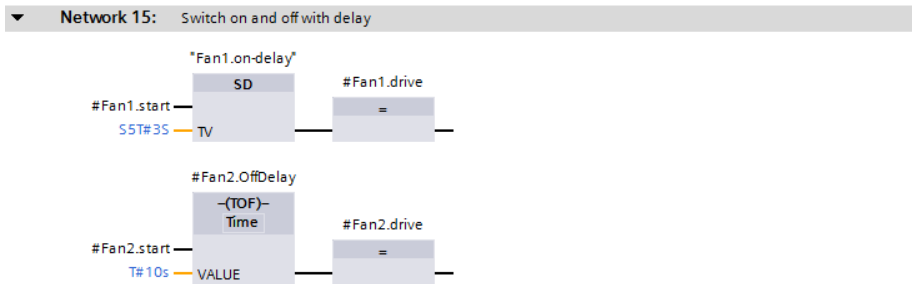 Network 15: Switch on and off with delay
"Fan1.on-delay"
SD
#Fan1.drive
#Fan1.start
=
S5T#3S
TV
#Fan2.OffDelay
–(TOF)–
Time
#Fan2.drive
#Fan2.start
=
T#10s
VALUE